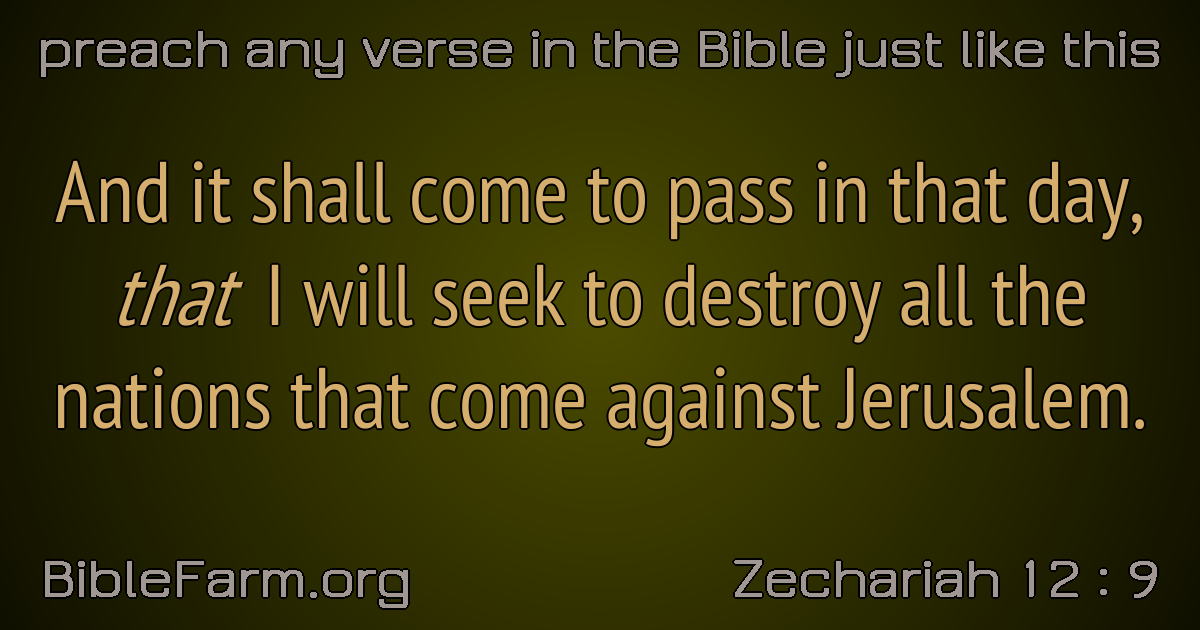 preach any verse in the Bible just like this
And it shall come to pass in that day,
that I will seek to destroy all the
nations that come against Jerusalem.
BibleFarm.org
Zechariah 12 : 9